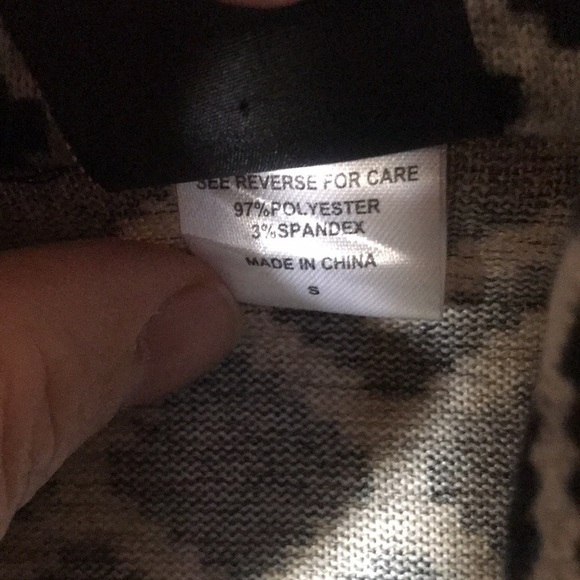 SEE REVERSE FOR CARE
97%POLYESTER
3%SPANDEX
MADE IN CHINA
S